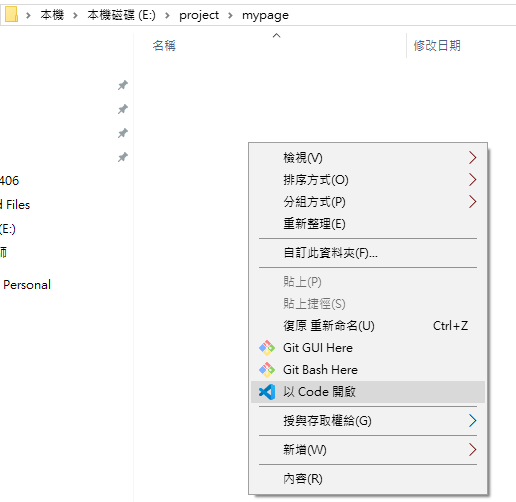 本機 > 本機磁碟 (E:) > project > mypage
名稱 修改日期
406
d Files
(E:)
師
Personal
檢視(V)
排序方式(O)
分組方式(P)
重新整理(E)
自訂此資料夾(F)...
貼上(P)
貼上捷徑(S)
復原 重新命名(U) Ctrl+Z
Git GUI Here
Git Bash Here
以 Code 開啟
授與存取權給(G)
新增(W)
內容(R)